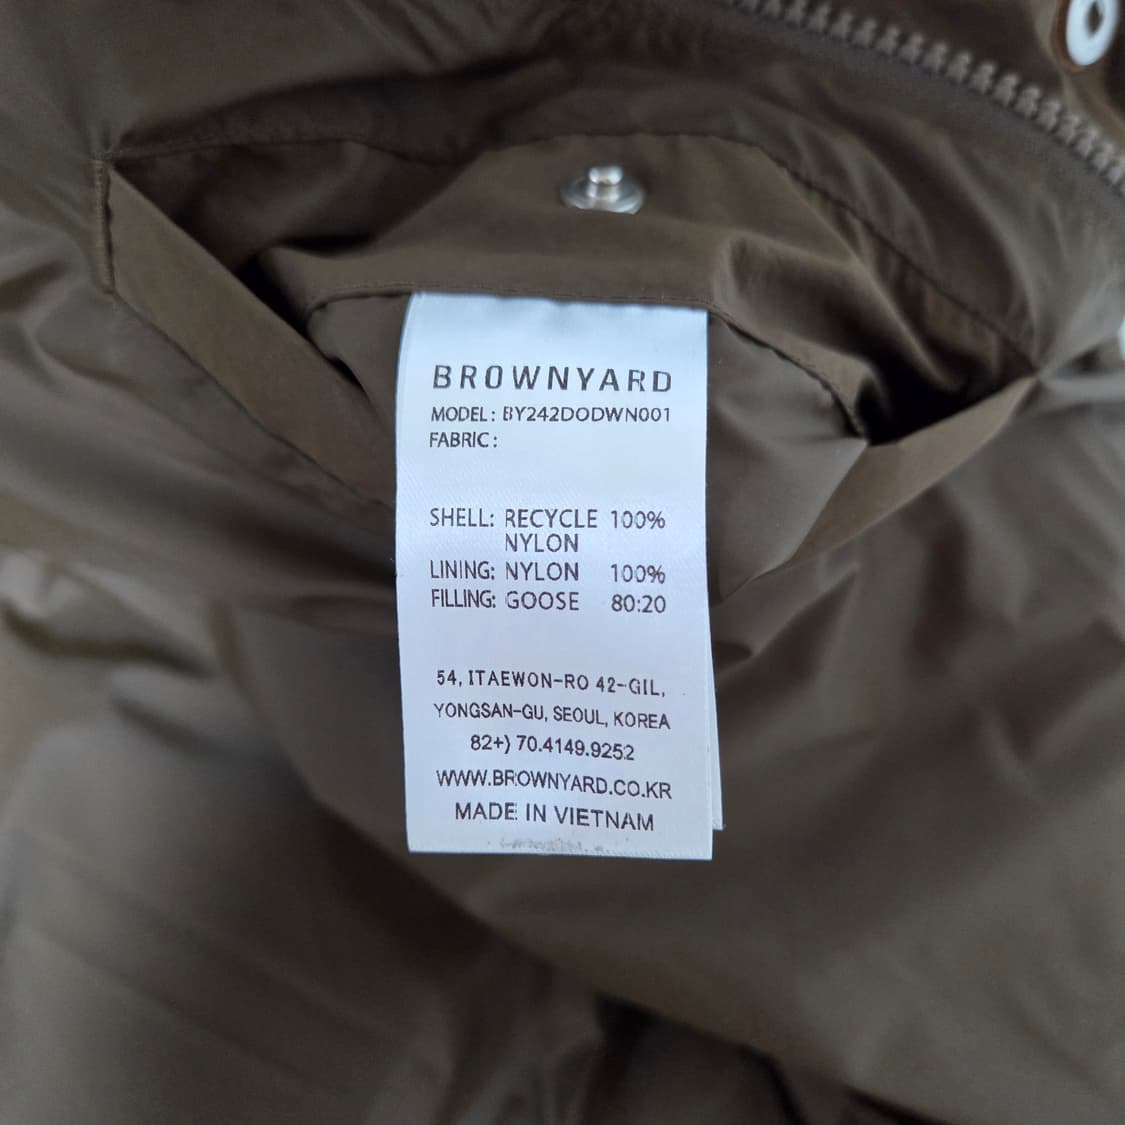 BROWNYARD
MODEL: BY242DODWN001
FABRIC:
SHELL: RECYCLE 100%
NYLON
LINING: NYLON 100%
FILLING: GOOSE 80:20
54, ITAEWON-RO 42-GIL,
YONGSAN-GU, SEOUL, KOREA
82+) 70.4149.9252
WWW.BROWNYARD.CO.KR
MADE IN VIETNAM